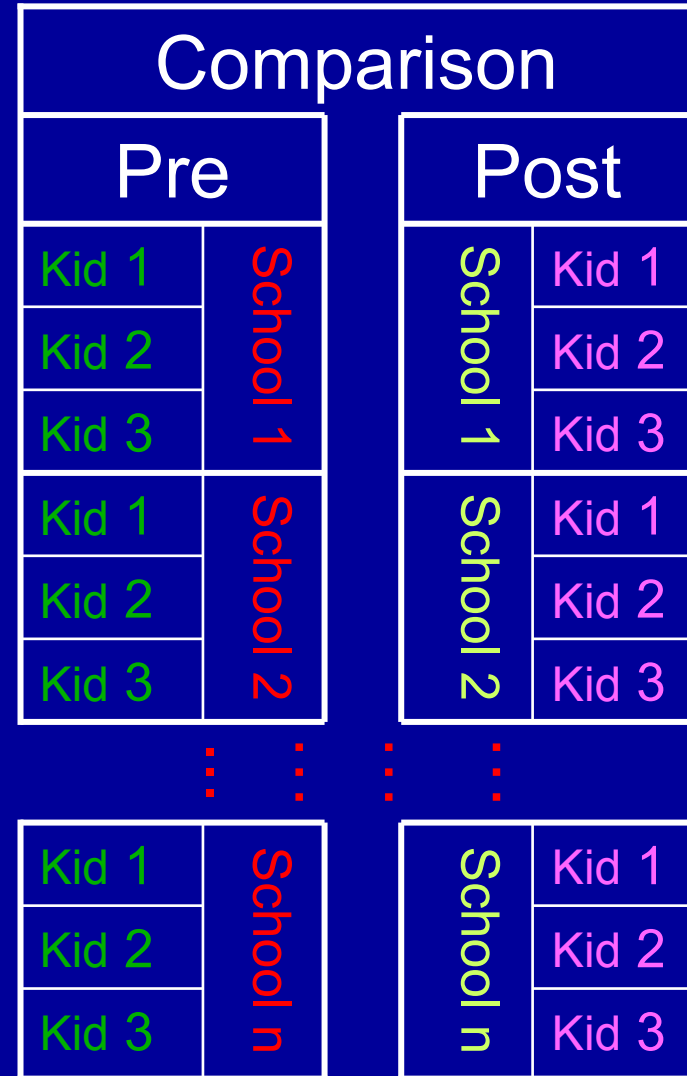 Comparison
Pre Post
Kid 1 School 1 School 1 Kid 1
Kid 2 Kid 2
Kid 3 Kid 3
Kid 1 School 2 School 2 Kid 1
Kid 2 Kid 2
Kid 3 Kid 3
Kid 1 School n School n Kid 1
Kid 2 Kid 2
Kid 3 Kid 3